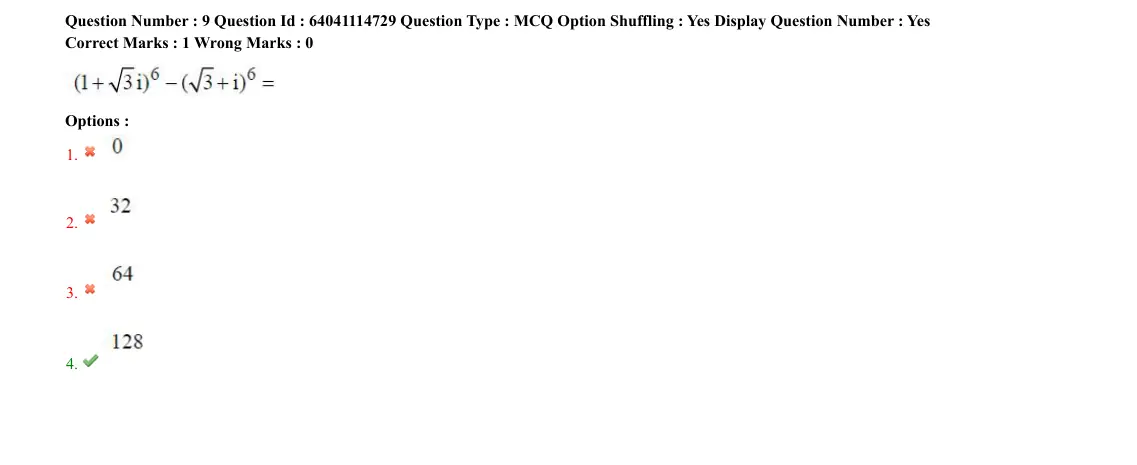 Question Number : 9 Question Id : 64041114729 Question Type : MCQ Option Shuffling : Yes Display Question Number : Yes
Correct Marks : 1 Wrong Marks : 0
(1+√3i)⁶ − (√3+i)⁶ =
Options :
1. ✖ 0
2. ✖ 32
3. ✖ 64
4. ✔ 128